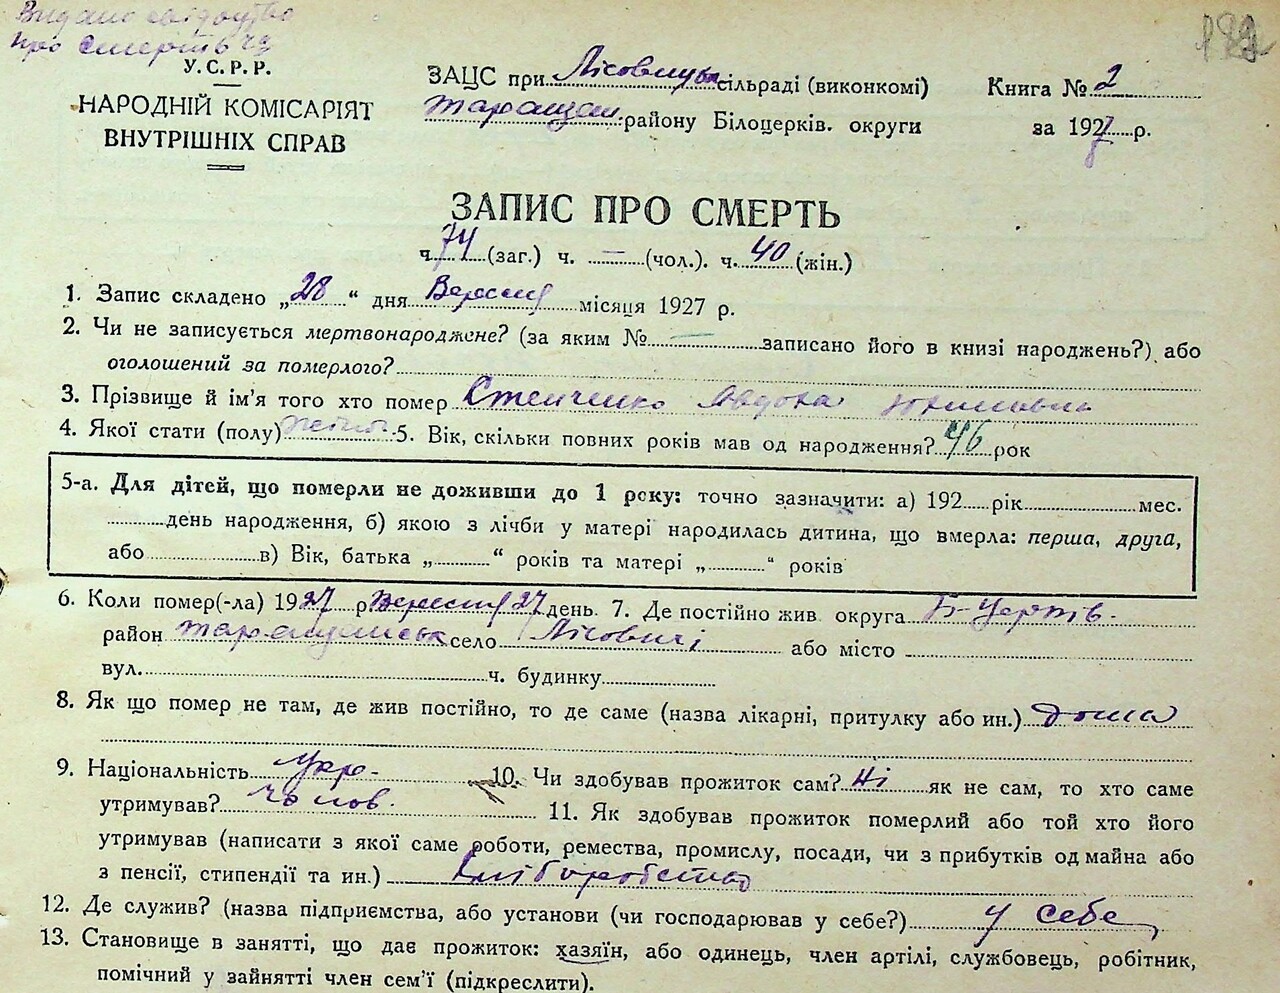 Видано свідоцтво
про Смерть ч
У.С.Р.Р.
НАРОДНІЙ КОМІСАРІЯТ
ВНУТРІШНІХ СПРАВ
ЗАЦС при Лісовицьк сільраді (виконкомі)
Таращан. району Білоцерків. округи
Книга № 2
за 1927 р.
ЗАПИС ПРО СМЕРТЬ
ч. 74 (заг.) ч. — (чол.). ч. 40 (жін.)
1. Запис складено „28“ дня Вересня місяця 1927 р.
2. Чи не записується мертвонароджене? (за яким № — записано його в книзі народжень?) або
оголошений за померлого?
3. Прізвище й ім'я того хто помер Стенченко Авдока
4. Якої стати (полу) 5. Вік, скільки повних років мав од народження? 46 рок
5-а. Для дітей, що померли не доживши до 1 року: точно зазначити: а) 192 рік мес.
день народження, б) якою з лічби у матері народилась дитина, що вмерла: перша, друга,
або в) Вік, батька „ “ років та матері „ “ років
6. Коли помер(-ла) 1927 р. Вересня 27 день. 7. Де постійно жив округа Б-Церків.
район Таращанськ село Лісовичі або місто
вул. ч. будинку
8. Як що помер не там, де жив постійно, то де саме (назва лікарні, притулку або ин.) дома
9. Національність Укр. 10. Чи здобував прожиток сам? Ні як не сам, то хто саме
утримував? Чолов. 11. Як здобував прожиток померлий або той хто його
утримував (написати з якої саме роботи, ремества, промислу, посади, чи з прибутків од майна або
з пенсії, стипендії та ин.) Хліборобство
12. Де служив? (назва підприємства, або установи (чи господарював у себе?) у себе
13. Становище в занятті, що дає прожиток: хазяїн, або одинець, член артілі, службовець, робітник,
помічний у зайнятті член сем'ї (підкреслити).